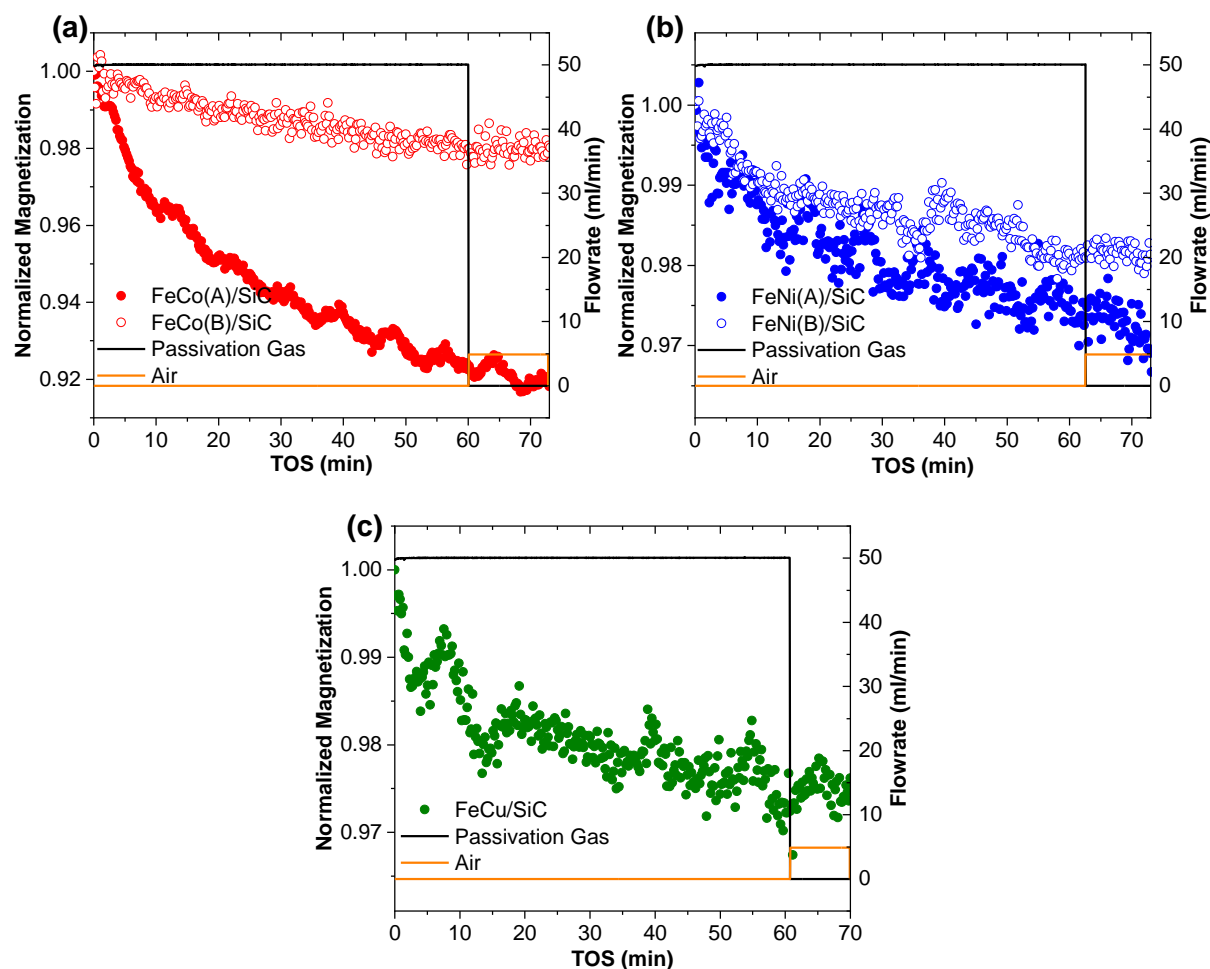 (a)
1.00
0.98
0.96
0.94
0.92
Normalized Magnetization
FeCo(A)/SiC
FeCo(B)/SiC
Passivation Gas
Air
50
40
30
20
10
0
Flowrate (ml/min)
0 10 20 30 40 50 60 70
TOS (min)
(b)
1.00
0.99
0.98
0.97
Normalized Magnetization
FeNi(A)/SiC
FeNi(B)/SiC
Passivation Gas
Air
50
40
30
20
10
0
Flowrate (ml/min)
0 10 20 30 40 50 60 70
TOS (min)
(c)
1.00
0.99
0.98
0.97
Normalized Magnetization
FeCu/SiC
Passivation Gas
Air
50
40
30
20
10
0
Flowrate (ml/min)
0 10 20 30 40 50 60 70
TOS (min)